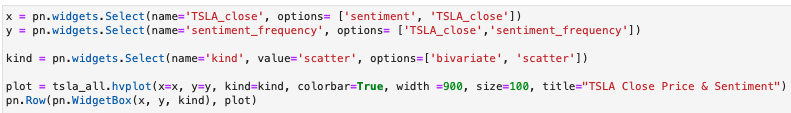 x = pn.widgets.Select(name='TSLA_close', options= ['sentiment', 'TSLA_close'])
y = pn.widgets.Select(name='sentiment_frequency', options= ['TSLA_close','sentiment_frequency'])
kind = pn.widgets.Select(name='kind', value='scatter', options=['bivariate', 'scatter'])
plot = tsla_all.hvplot(x=x, y=y, kind=kind, colorbar=True, width =900, size=100, title="TSLA Close Price & Sentiment")
pn.Row(pn.WidgetBox(x, y, kind), plot)